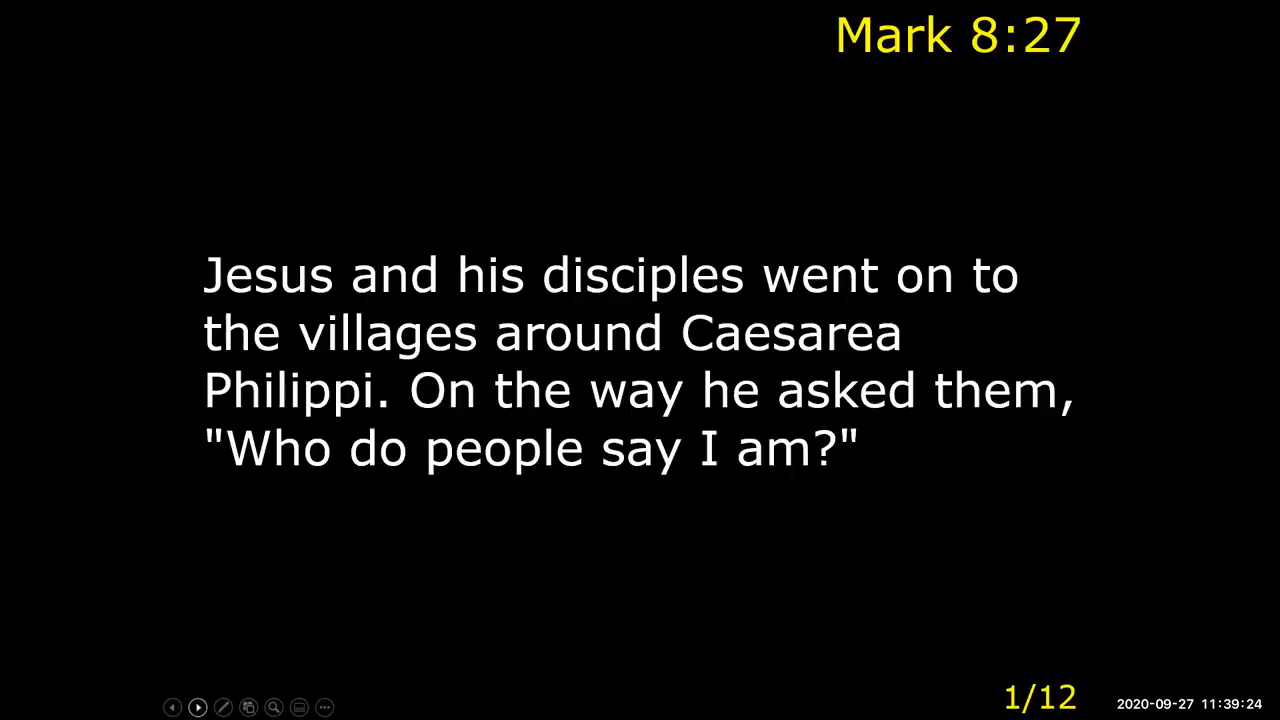 Mark 8:27
Jesus and his disciples went on to
the villages around Caesarea
Philippi. On the way he asked them,
"Who do people say I am?"
1/12
2020-09-27 11:39:24